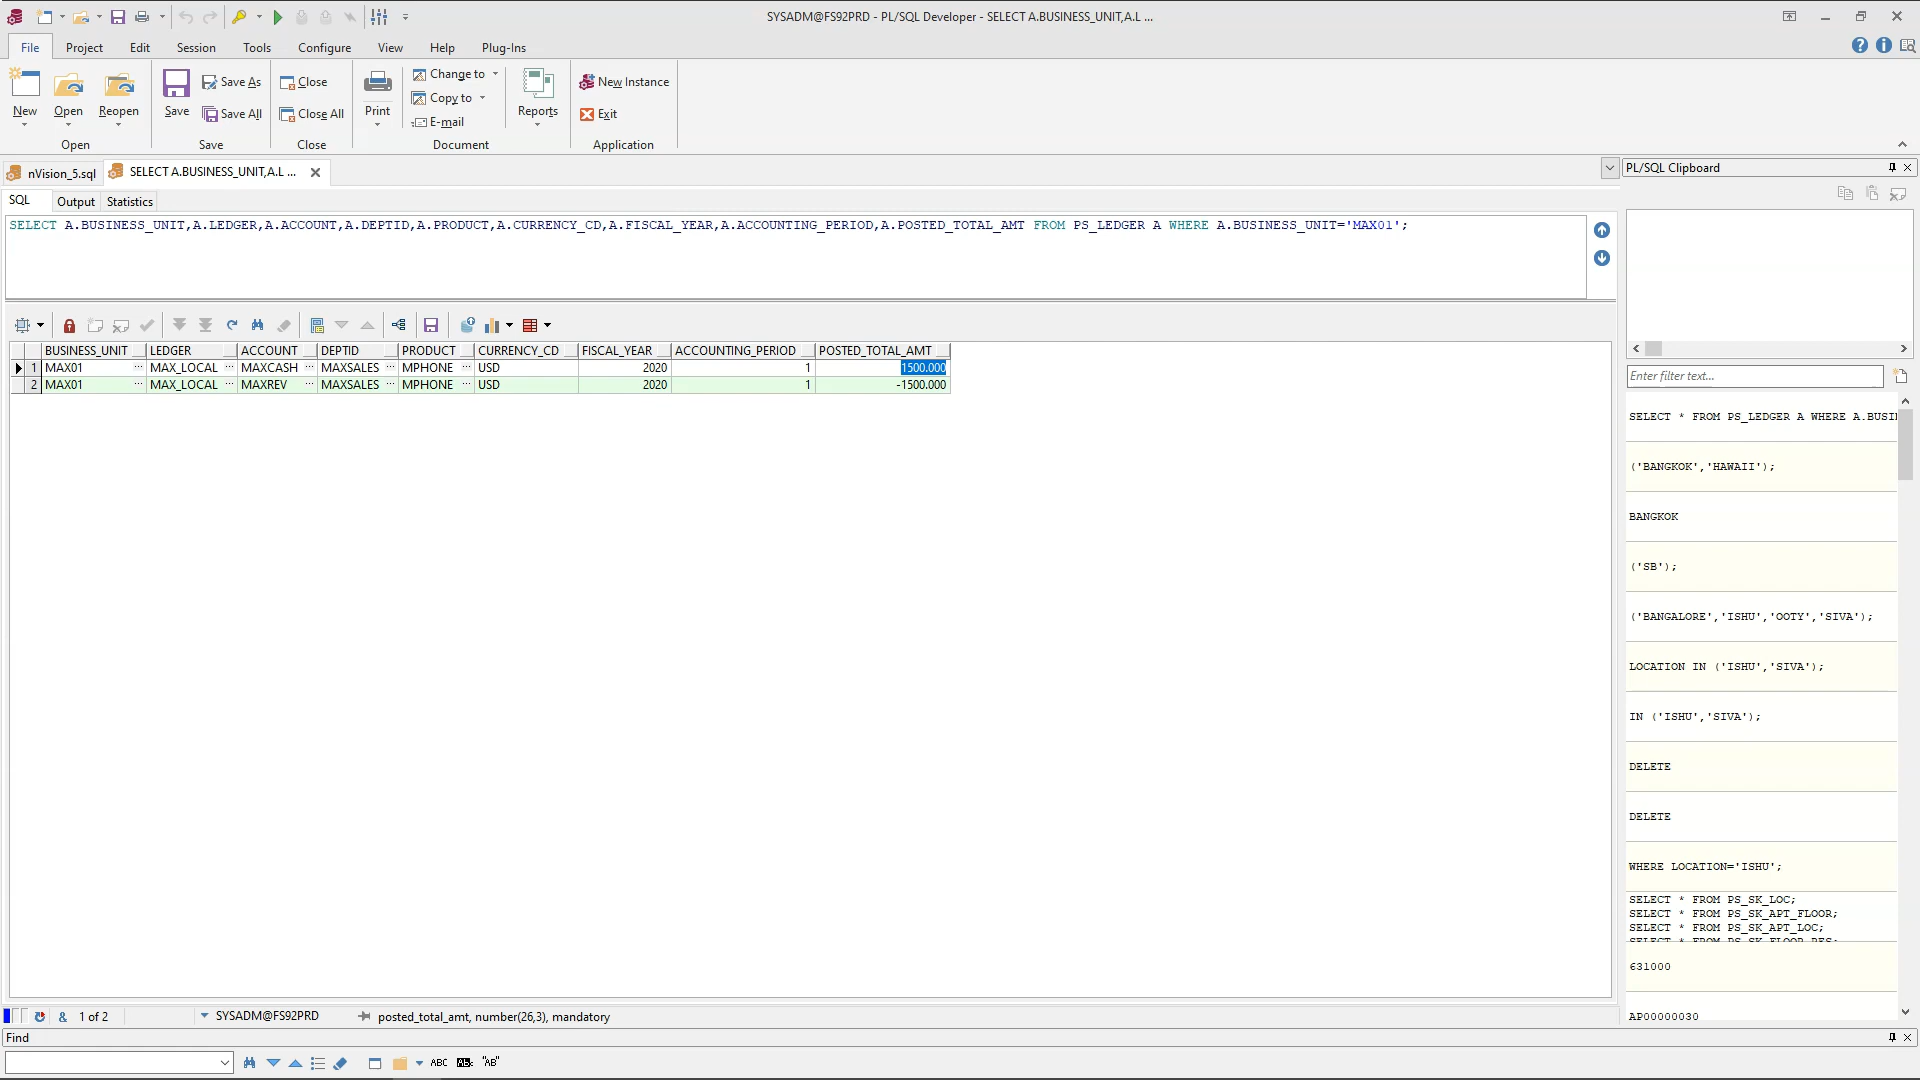 SYSADM@FS92PRD - PL/SQL Developer - SELECT A.BUSINESS_UNIT,A.L ...
File Project Edit Session Tools Configure View Help Plug-Ins
New
Open
Reopen
Open
Save
Save As
Save All
Save
Close
Close All
Close
Print
Change to
Copy to
E-mail
Document
Reports
New Instance
Exit
Application
nVision_5.sql
SELECT A.BUSINESS_UNIT,A.L ...
SQL Output Statistics
SELECT A.BUSINESS_UNIT,A.LEDGER,A.ACCOUNT,A.DEPTID,A.PRODUCT,A.CURRENCY_CD,A.FISCAL_YEAR,A.ACCOUNTING_PERIOD,A.POSTED_TOTAL_AMT FROM PS_LEDGER A WHERE A.BUSINESS_UNIT='MAX01';
BUSINESS_UNIT LEDGER ACCOUNT DEPTID PRODUCT CURRENCY_CD FISCAL_YEAR ACCOUNTING_PERIOD POSTED_TOTAL_AMT
1 MAX01 ... MAX_LOCAL ... MAXCASH ... MAXSALES ... MPHONE ... USD 2020 1 1500.000
2 MAX01 ... MAX_LOCAL ... MAXREV ... MAXSALES ... MPHONE ... USD 2020 1 -1500.000
PL/SQL Clipboard
Enter filter text...
SELECT * FROM PS_LEDGER A WHERE A.BUSI
('BANGKOK','HAWAII');
BANGKOK
('SB');
('BANGALORE','ISHU','OOTY','SIVA');
LOCATION IN ('ISHU','SIVA');
IN ('ISHU','SIVA');
DELETE
DELETE
WHERE LOCATION='ISHU';
SELECT * FROM PS_SK_LOC;
SELECT * FROM PS_SK_APT_FLOOR;
SELECT * FROM PS_SK_APT_LOC;
SELECT * FROM PS_SK_FLOOR_RES;
631000
AP00000030
& 1 of 2 SYSADM@FS92PRD posted_total_amt, number(26,3), mandatory
Find
ABC "AB"